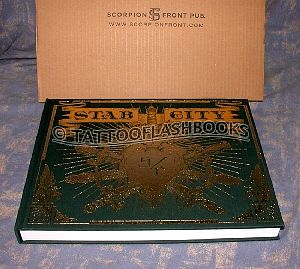 SCORPION FRONT PUB.
WWW.SCORPIONFRONT.COM
STAB CITY
© TATTOOFLASHBOOKS